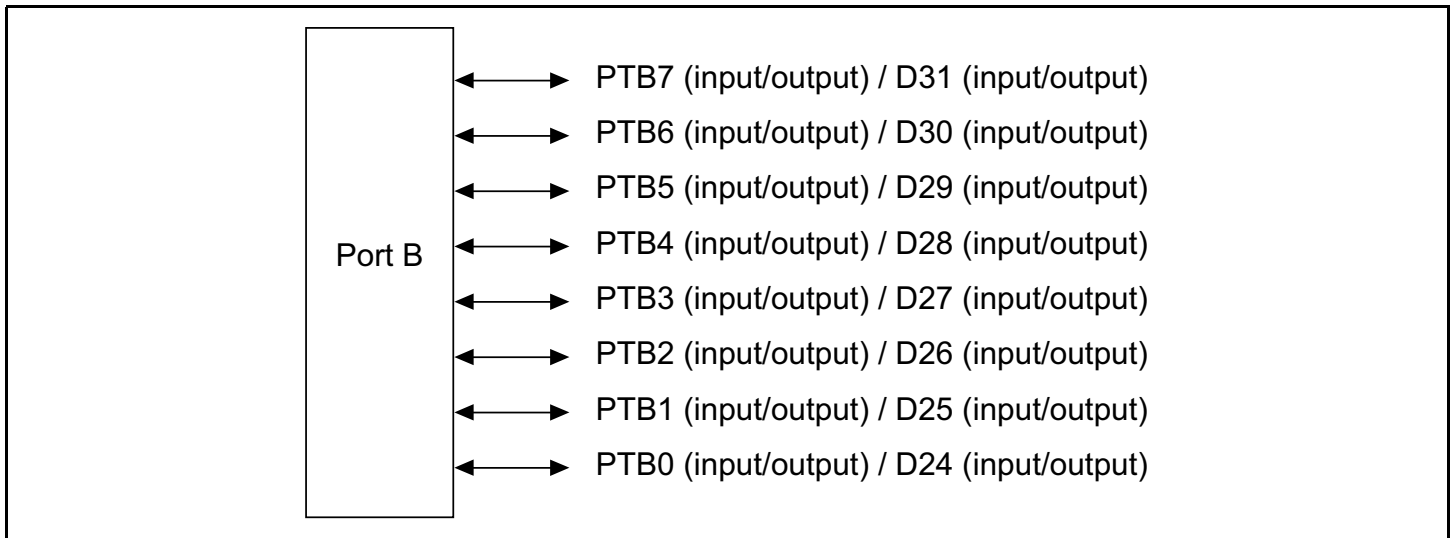 PTB7 (input/output) / D31 (input/output)
PTB6 (input/output) / D30 (input/output)
PTB5 (input/output) / D29 (input/output)
PTB4 (input/output) / D28 (input/output)
Port B
PTB3 (input/output) / D27 (input/output)
PTB2 (input/output) / D26 (input/output)
PTB1 (input/output) / D25 (input/output)
PTB0 (input/output) / D24 (input/output)